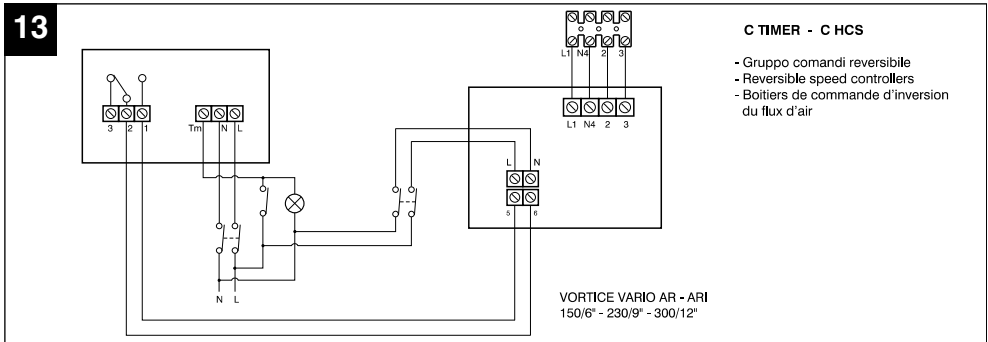 13
C TIMER - C HCS
- Gruppo comandi reversibile
- Reversible speed controllers
- Boitiers de commande d'inversion
du flux d'air
L1 N4 2 3
L1 N4 2 3
3 2 1
Tm N L
L N
5 6
N L
VORTICE VARIO AR - ARI
150/6" - 230/9" - 300/12"